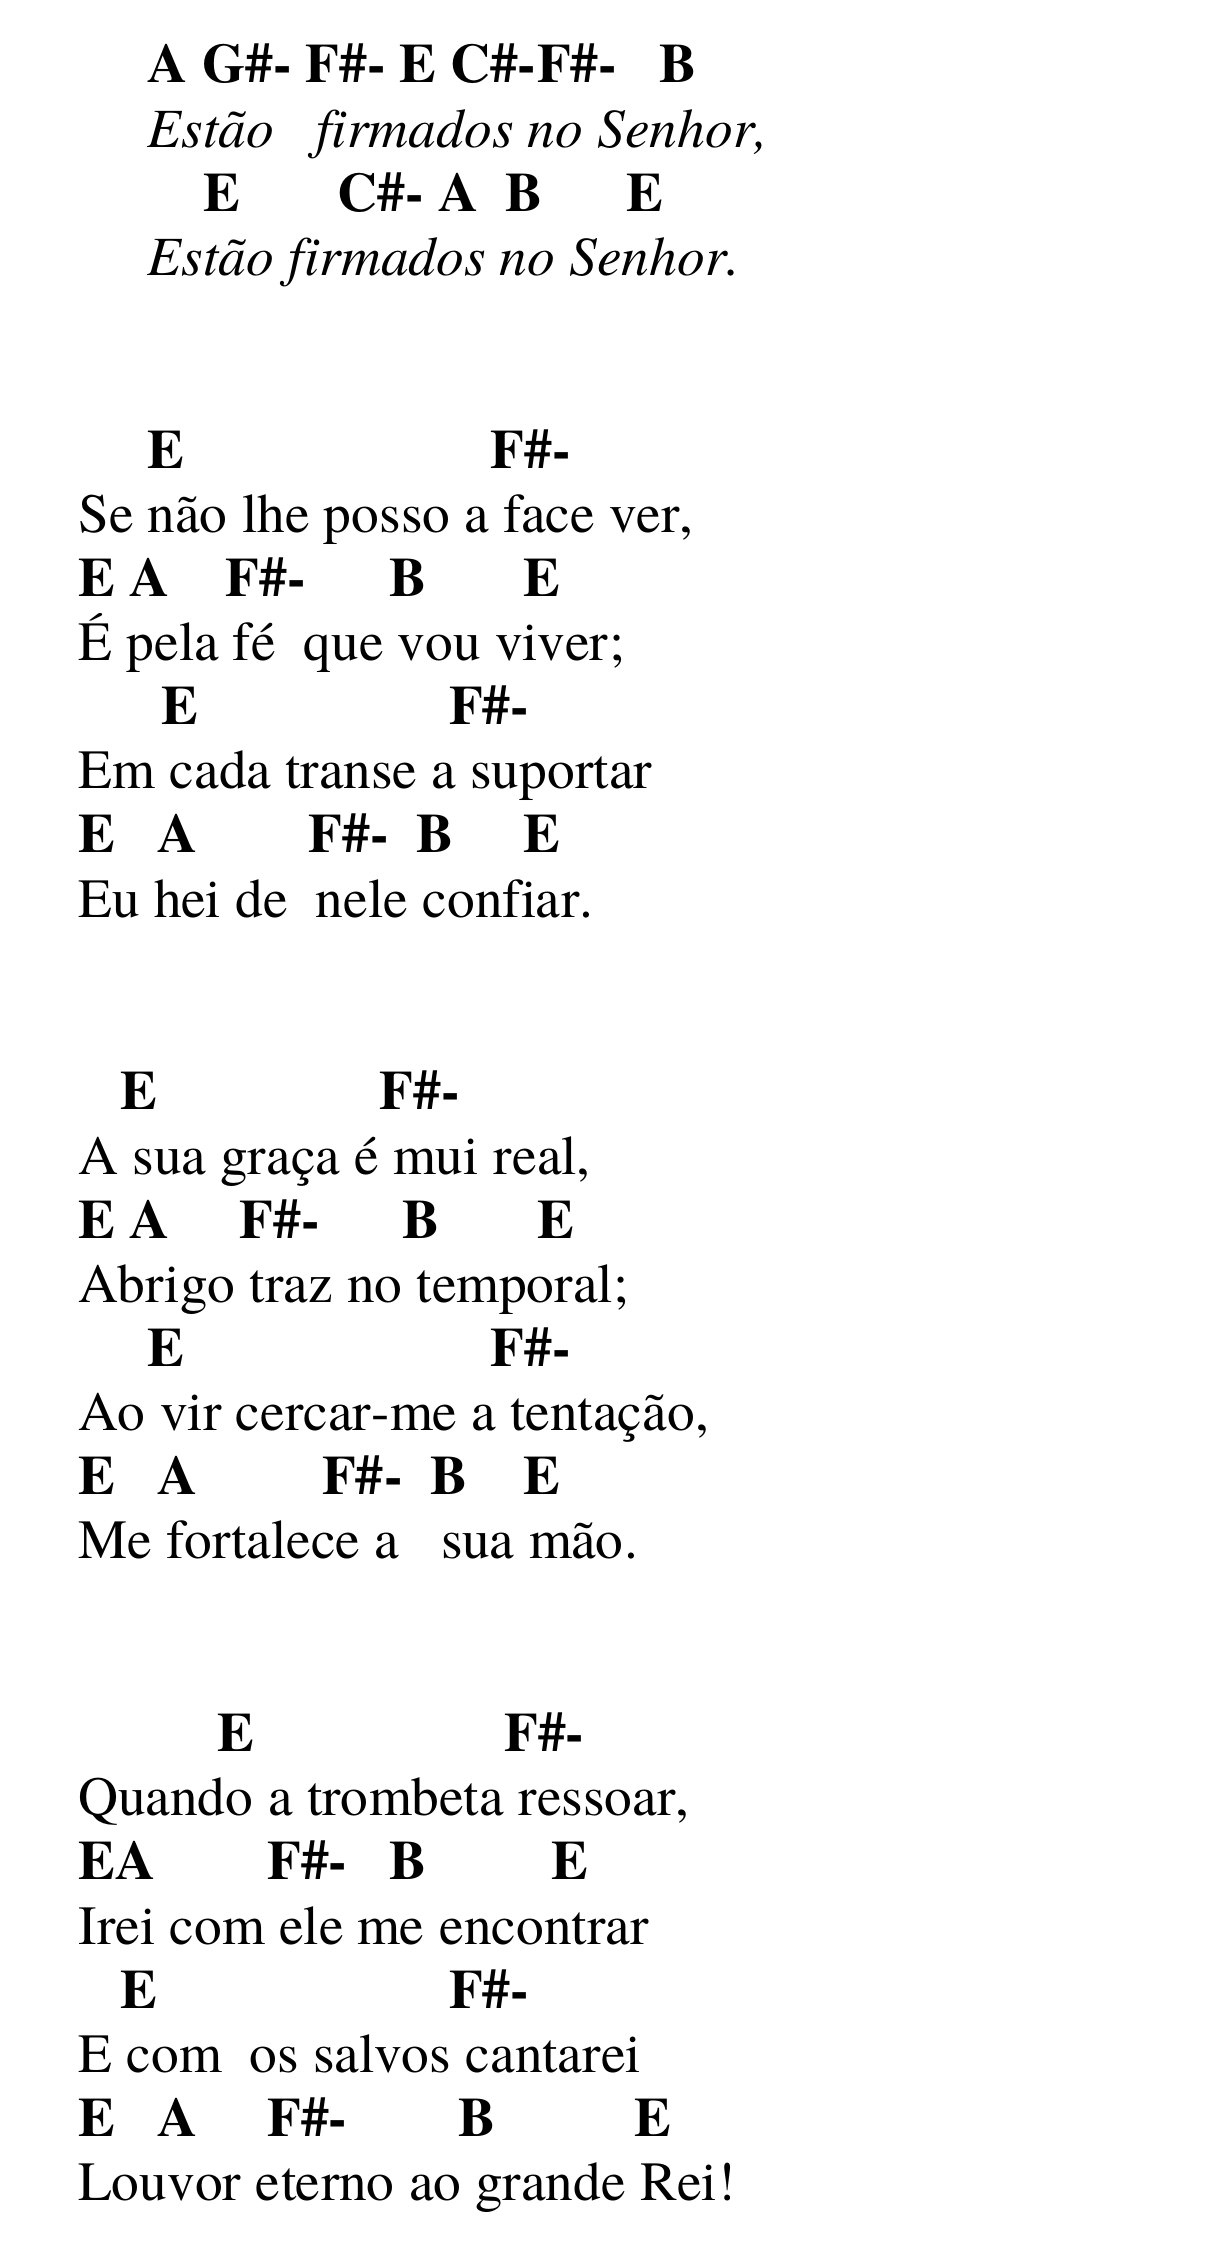 A G#- F#- E C#-F#-   B
Estão   firmados no Senhor,
E       C#- A  B      E
Estão firmados no Senhor.
E                      F#-
Se não lhe posso a face ver,
E A    F#-      B       E
É pela fé  que vou viver;
E                  F#-
Em cada transe a suportar
E   A        F#-  B     E
Eu hei de  nele confiar.
E                F#-
A sua graça é mui real,
E A     F#-      B       E
Abrigo traz no temporal;
E                      F#-
Ao vir cercar-me a tentação,
E   A         F#-  B    E
Me fortalece a   sua mão.
E                  F#-
Quando a trombeta ressoar,
EA        F#-   B         E
Irei com ele me encontrar
E                     F#-
E com  os salvos cantarei
E   A     F#-        B          E
Louvor eterno ao grande Rei!